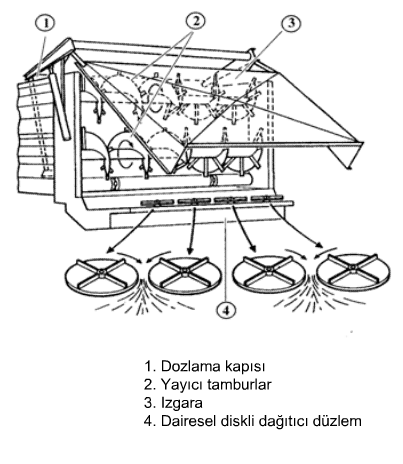 1
2
3
4
1. Dozlama kapısı
2. Yayıcı tamburlar
3. Izgara
4. Dairesel diskli dağıtıcı düzlem